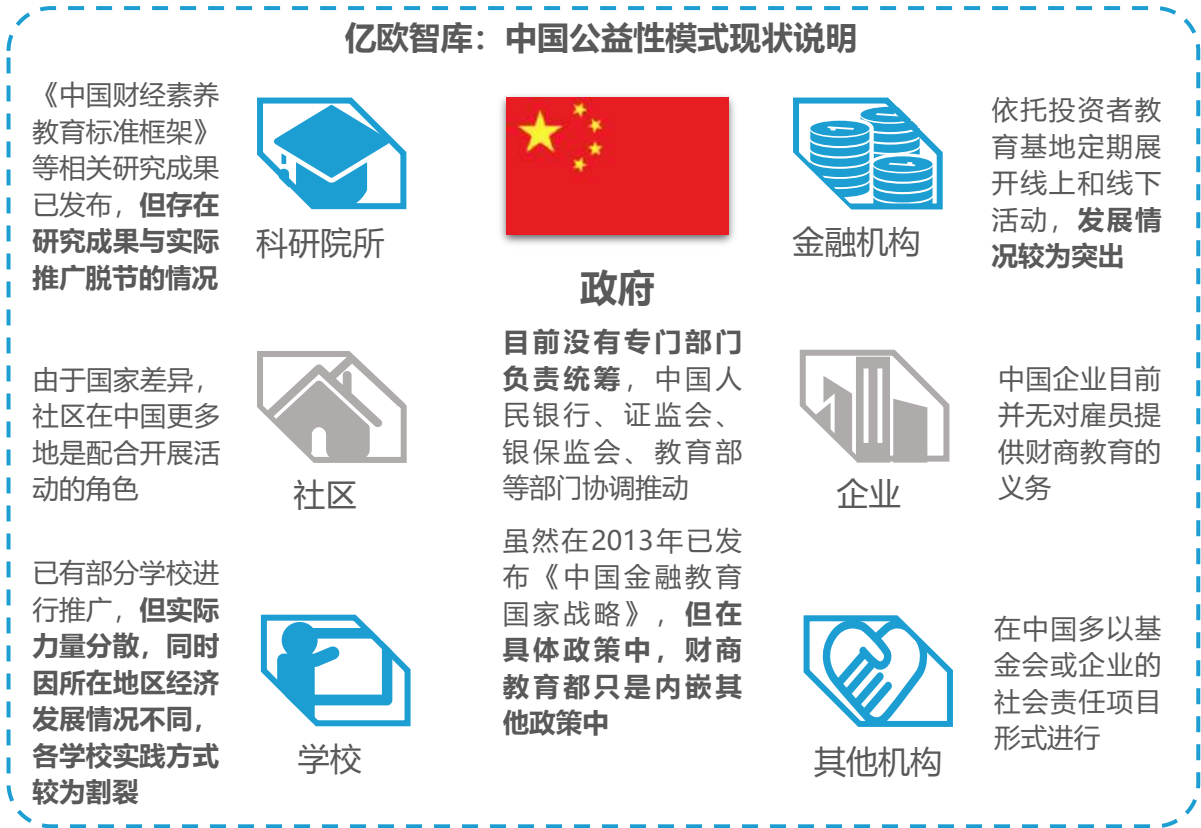 亿欧智库：中国公益性模式现状说明
《中国财经素养
教育标准框架》
等相关研究成果
已发布，但存在
研究成果与实际
推广脱节的情况
科研院所
由于国家差异，
社区在中国更多
地是配合开展活
动的角色
社区
已有部分学校进
行推广，但实际
力量分散，同时
因所在地区经济
发展情况不同，
各学校实践方式
较为割裂
学校
政府
目前没有专门部门
负责统筹，中国人
民银行、证监会、
银保监会、教育部
等部门协调推动
虽然在2013年已发
布《中国金融教育
国家战略》，但在
具体政策中，财商
教育都只是内嵌其
他政策中
金融机构
依托投资者教
育基地定期展
开线上和线下
活动，发展情
况较为突出
企业
中国企业目前
并无对雇员提
供财商教育的
义务
其他机构
在中国多以基
金会或企业的
社会责任项目
形式进行